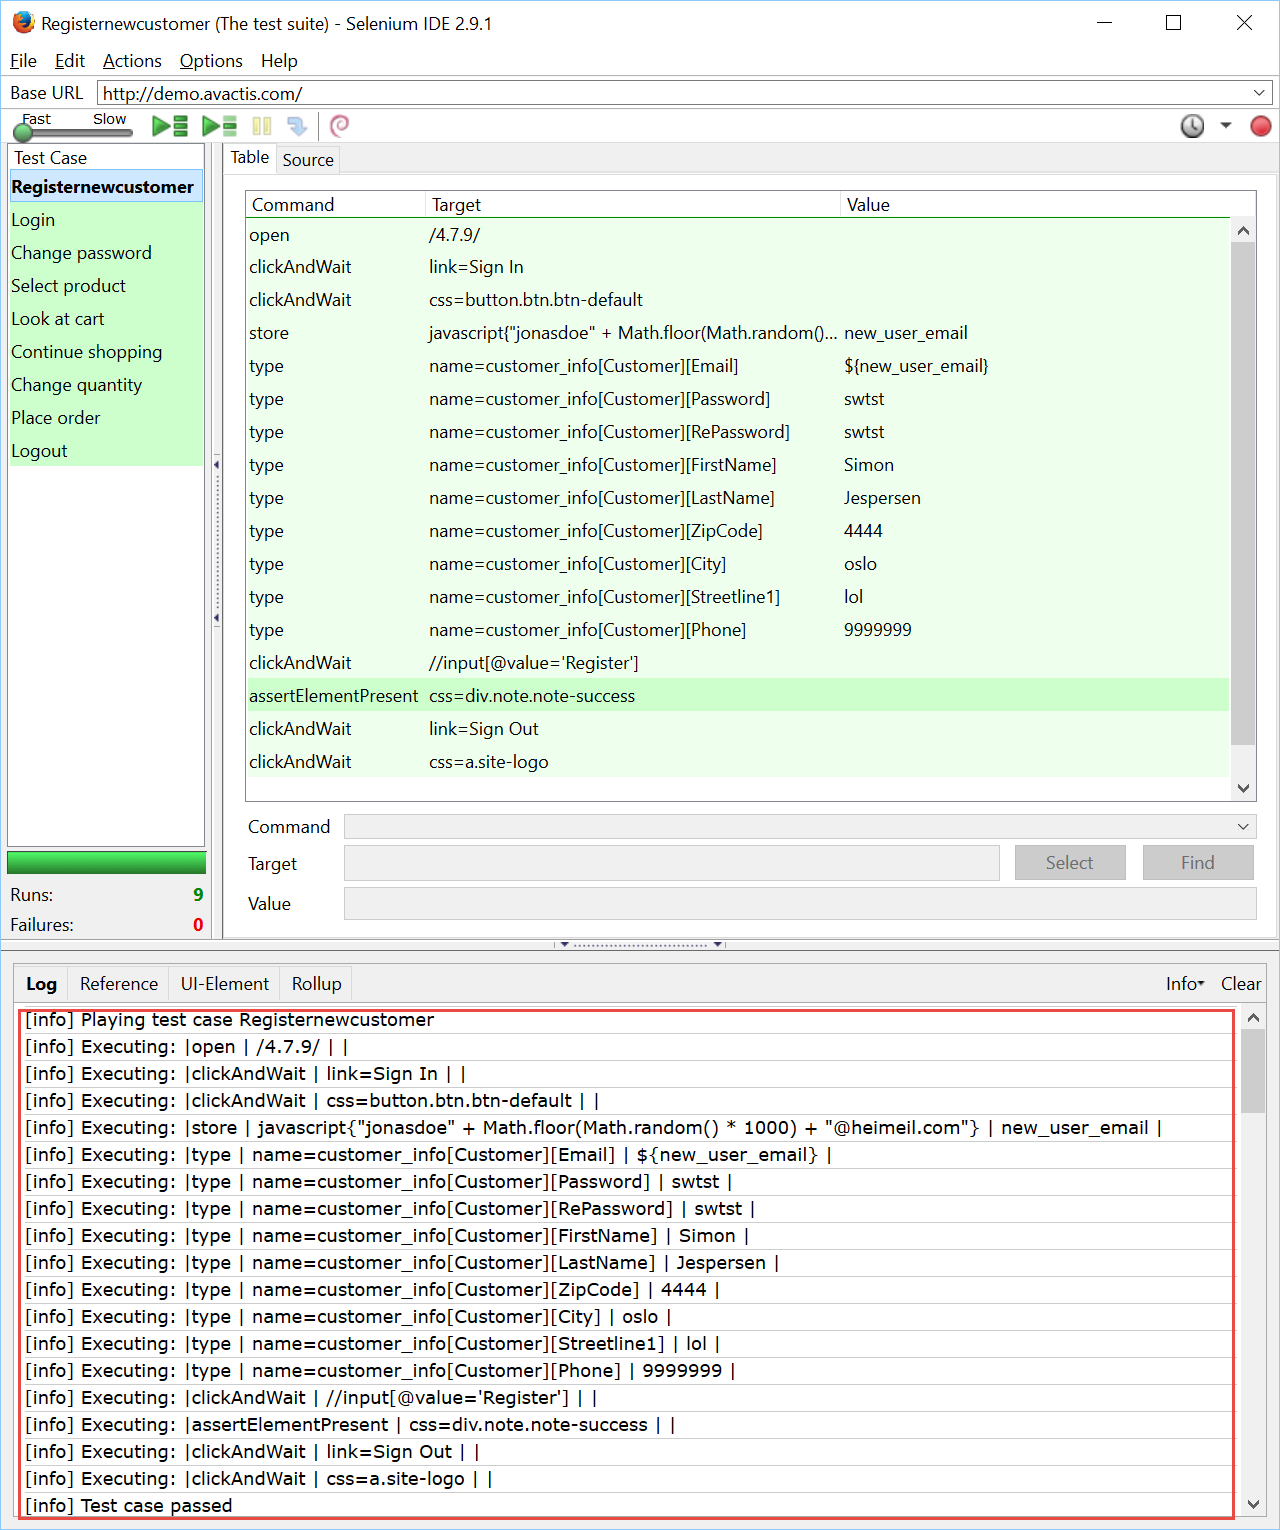 Registernewcustomer (The test suite) - Selenium IDE 2.9.1
File Edit Actions Options Help
Base URL http://demo.avactis.com/
Fast Slow
Test Case
Registernewcustomer
Login
Change password
Select product
Look at cart
Continue shopping
Change quantity
Place order
Logout
Runs: 9
Failures: 0
Table Source
Command Target Value
open /4.7.9/
clickAndWait link=Sign In
clickAndWait css=button.btn.btn-default
store javascript{"jonasdoe" + Math.floor(Math.random()... new_user_email
type name=customer_info[Customer][Email] ${new_user_email}
type name=customer_info[Customer][Password] swtst
type name=customer_info[Customer][RePassword] swtst
type name=customer_info[Customer][FirstName] Simon
type name=customer_info[Customer][LastName] Jespersen
type name=customer_info[Customer][ZipCode] 4444
type name=customer_info[Customer][City] oslo
type name=customer_info[Customer][Streetline1] lol
type name=customer_info[Customer][Phone] 9999999
clickAndWait //input[@value='Register']
assertElementPresent css=div.note.note-success
clickAndWait link=Sign Out
clickAndWait css=a.site-logo
Command
Target Select Find
Value
Log Reference UI-Element Rollup Info Clear
[info] Playing test case Registernewcustomer
[info] Executing: |open | /4.7.9/ | |
[info] Executing: |clickAndWait | link=Sign In | |
[info] Executing: |clickAndWait | css=button.btn.btn-default | |
[info] Executing: |store | javascript{"jonasdoe" + Math.floor(Math.random() * 1000) + "@heimeil.com"} | new_user_email |
[info] Executing: |type | name=customer_info[Customer][Email] | ${new_user_email} |
[info] Executing: |type | name=customer_info[Customer][Password] | swtst |
[info] Executing: |type | name=customer_info[Customer][RePassword] | swtst |
[info] Executing: |type | name=customer_info[Customer][FirstName] | Simon |
[info] Executing: |type | name=customer_info[Customer][LastName] | Jespersen |
[info] Executing: |type | name=customer_info[Customer][ZipCode] | 4444 |
[info] Executing: |type | name=customer_info[Customer][City] | oslo |
[info] Executing: |type | name=customer_info[Customer][Streetline1] | lol |
[info] Executing: |type | name=customer_info[Customer][Phone] | 9999999 |
[info] Executing: |clickAndWait | //input[@value='Register'] | |
[info] Executing: |assertElementPresent | css=div.note.note-success | |
[info] Executing: |clickAndWait | link=Sign Out | |
[info] Executing: |clickAndWait | css=a.site-logo | |
[info] Test case passed